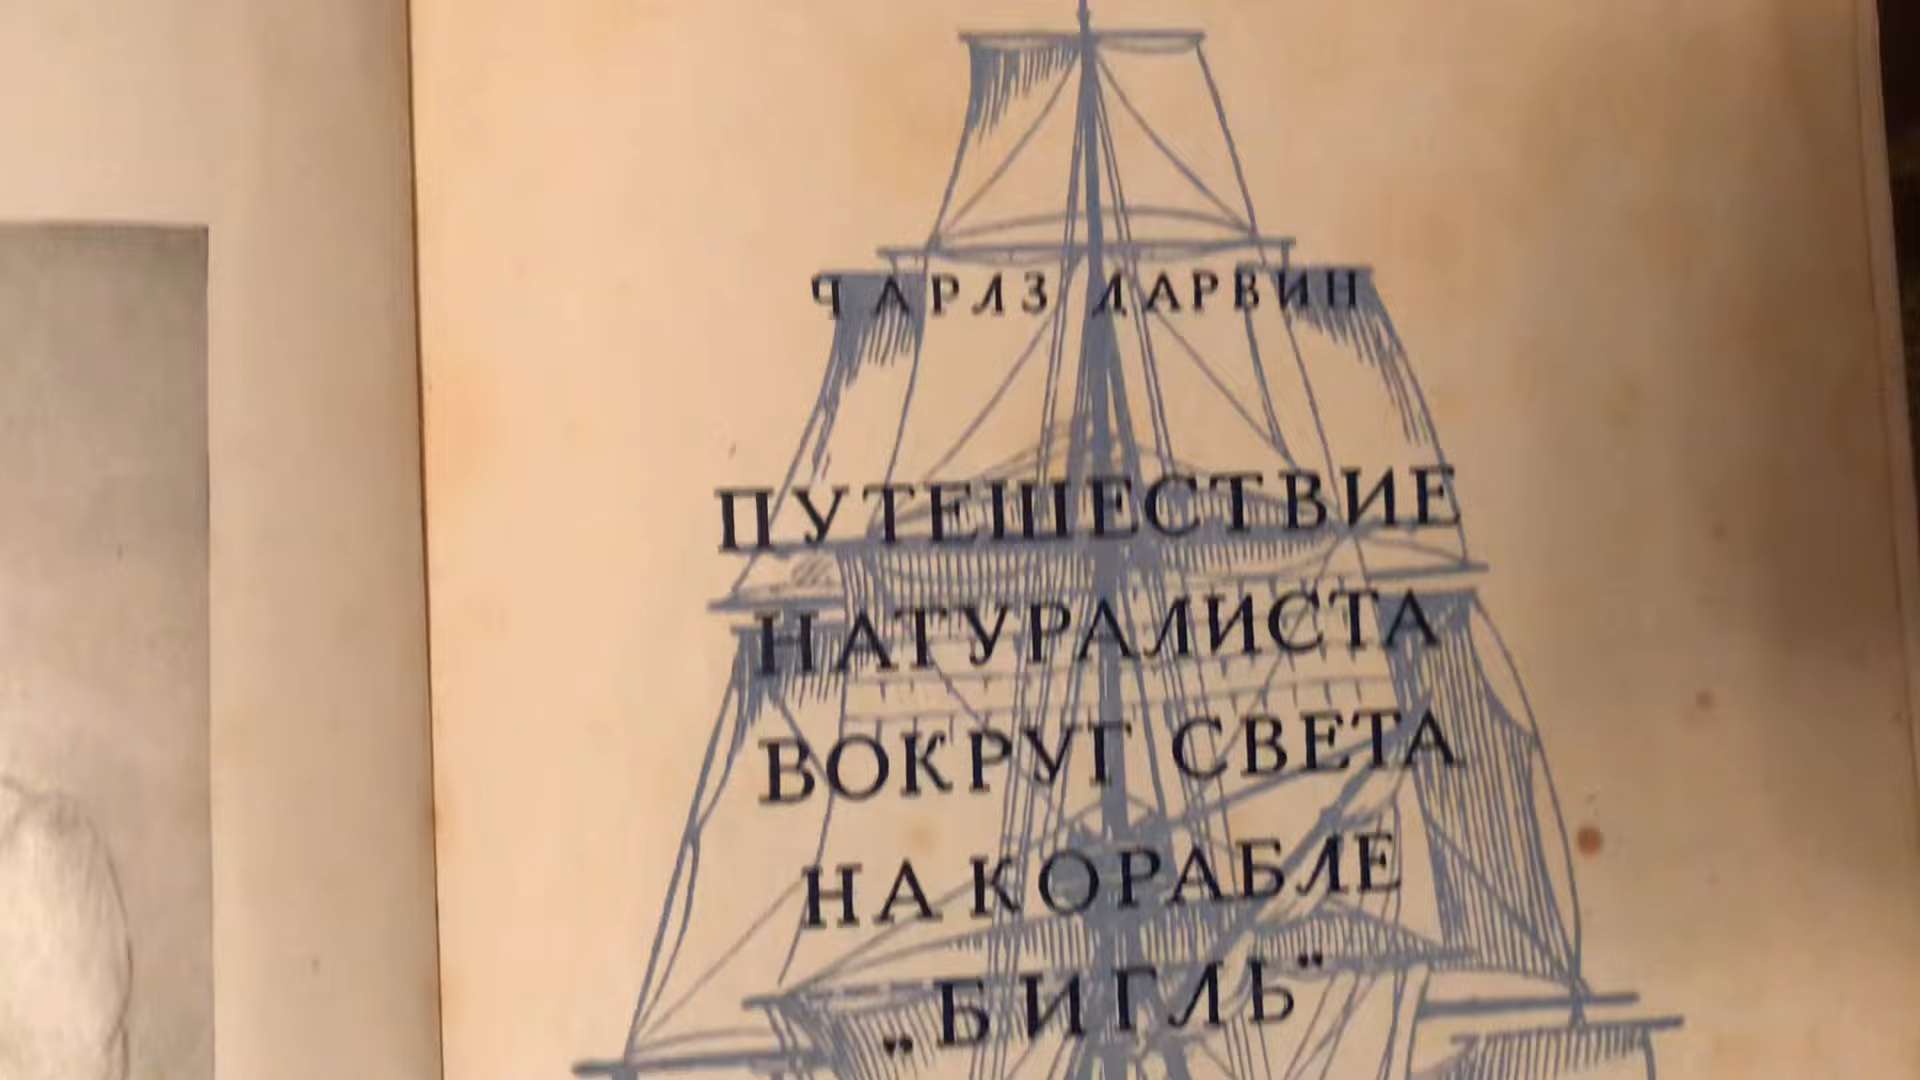 ЧАРЛЗ ДАРВИН
ПУТЕШЕСТВИЕ
НАТУРАЛИСТА
ВОКРУГ СВЕТА
НА КОРАБЛЕ
„БИГЛЬ“